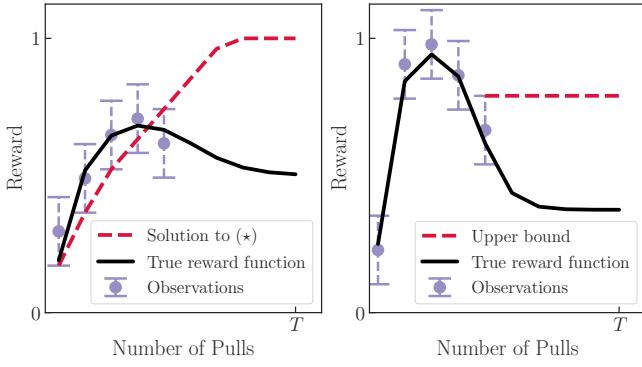 1
Reward
0
Solution to (⋆)
True reward function
Observations
T
Number of Pulls
1
Reward
0
Upper bound
True reward function
Observations
T
Number of Pulls